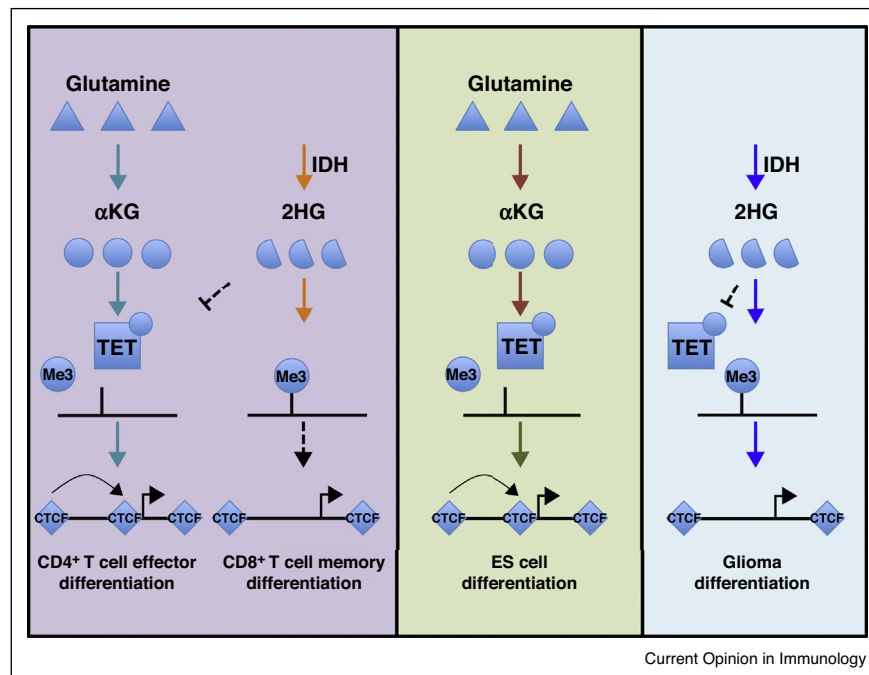 Glutamine
αKG
TET
Me3
CTCF CTCF CTCF
CD4+ T cell effector
differentiation
IDH
2HG
Me3
CTCF CTCF
CD8+ T cell memory
differentiation
Glutamine
αKG
TET
Me3
CTCF CTCF CTCF
ES cell
differentiation
IDH
2HG
TET
Me3
CTCF CTCF
Glioma
differentiation
Current Opinion in Immunology